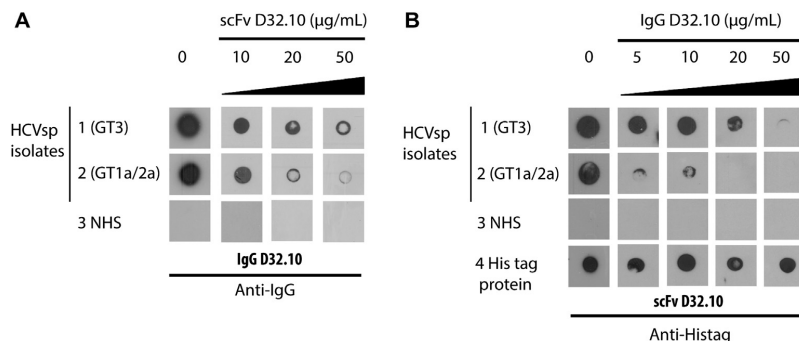 A
scFv D32.10 (µg/mL)
0 10 20 50
HCVsp
isolates
1 (GT3)
2 (GT1a/2a)
3 NHS
IgG D32.10
Anti-IgG
B
IgG D32.10 (µg/mL)
0 5 10 20 50
HCVsp
isolates
1 (GT3)
2 (GT1a/2a)
3 NHS
4 His tag
protein
scFv D32.10
Anti-Histag